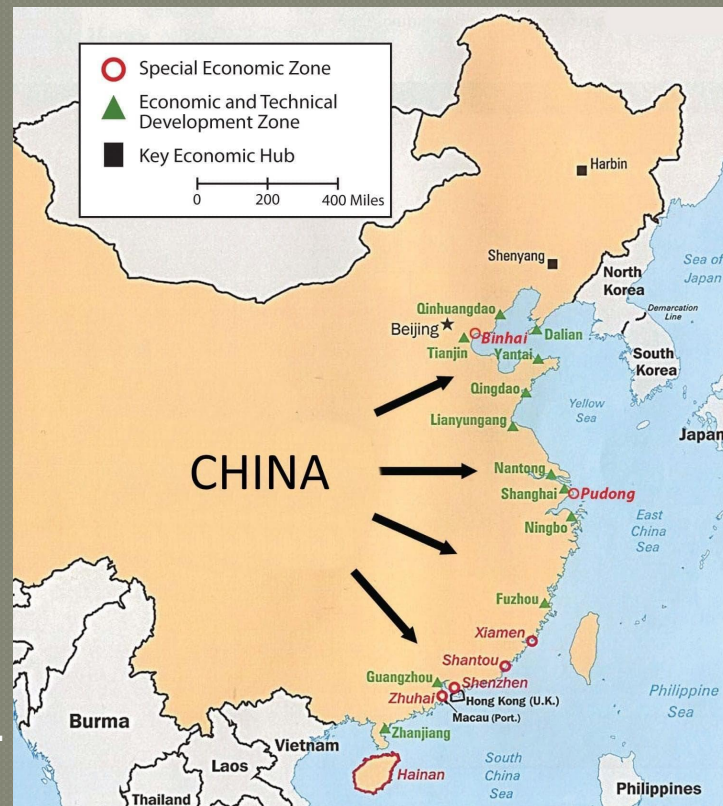 Special Economic Zone
Economic and Technical
Development Zone
Key Economic Hub
0 200 400 Miles
Harbin
Shenyang
North
Korea
Sea of
Japan
Demarcation
Line
South
Korea
Qinhuangdao
Beijing
Binhai
Dalian
Tianjin
Yantai
Qingdao
Yellow
Sea
Lianyungang
Japan
CHINA
Nantong
Shanghai
Pudong
Ningbo
East
China
Sea
Fuzhou
Xiamen
Shantou
Guangzhou
Shenzhen
Zhuhai
Hong Kong (U.K.)
Macau (Port.)
Philippine
Sea
Burma
Zhanjiang
Vietnam
Laos
Hainan
South
China
Sea
Thailand
Philippines